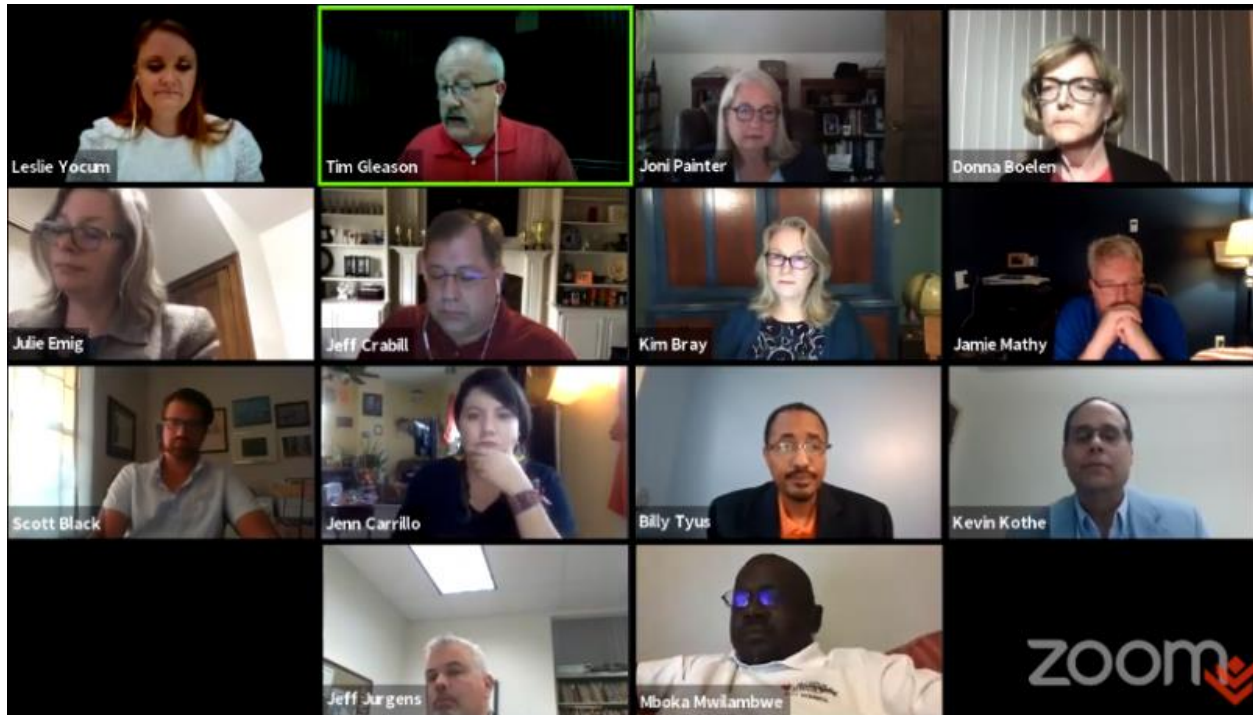 Leslie Yocum
Tim Gleason
Joni Painter
Donna Boelen
Julie Emig
Jeff Crabill
Kim Bray
Jamie Mathy
Scott Black
Jenn Carrillo
Billy Tyus
Kevin Kothe
Jeff Jurgens
Mboka Mwilambwe
zoom